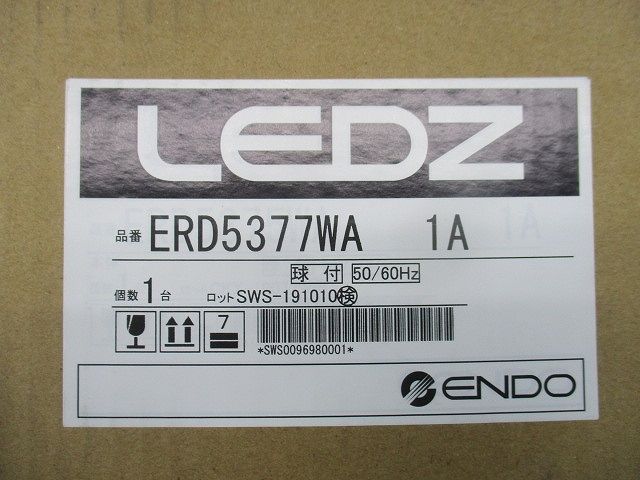 LEDZ
品番 ERD5377WA 1A
球付 50/60Hz
個数 1 台 ロット SWS-191010 検
7
*SWS0096980001*
ENDO